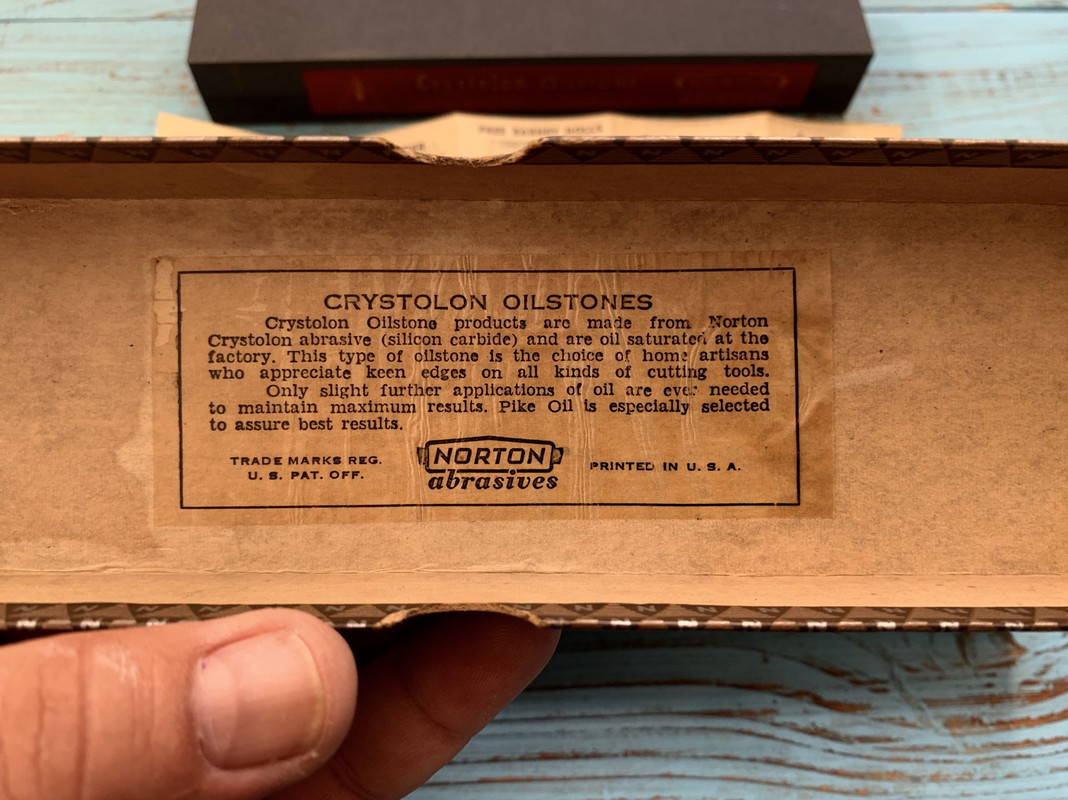 Crystolon Oilstone
CRYSTOLON OILSTONES
Crystolon Oilstone products are made from Norton
Crystolon abrasive (silicon carbide) and are oil saturated at the
factory. This type of oilstone is the choice of home artisans
who appreciate keen edges on all kinds of cutting tools.
Only slight further applications of oil are ever needed
to maintain maximum results. Pike Oil is especially selected
to assure best results.
TRADE MARKS REG.
U. S. PAT. OFF.
NORTON
abrasives
PRINTED IN U. S. A.